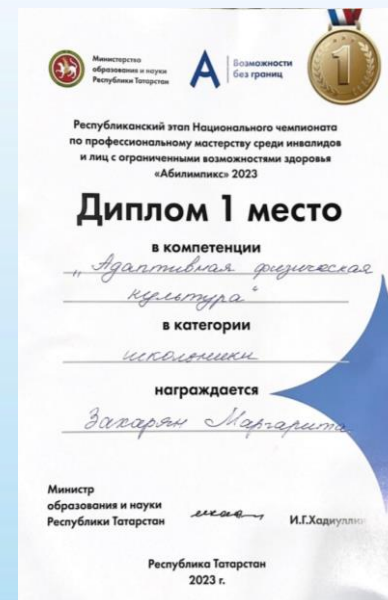 Министерство
образования и науки
Республики Татарстан
Возможности
без границ
1
Республиканский этап Национального чемпионата
по профессиональному мастерству среди инвалидов
и лиц с ограниченными возможностями здоровья
«Абилимпикс» 2023
Диплом 1 место
в компетенции
„Адаптивная физическая
культура“
в категории
школьники
награждается
Захарян Маргарита
Министр
образования и науки
Республики Татарстан
И.Г.Хадиуллин
Республика Татарстан
2023 г.